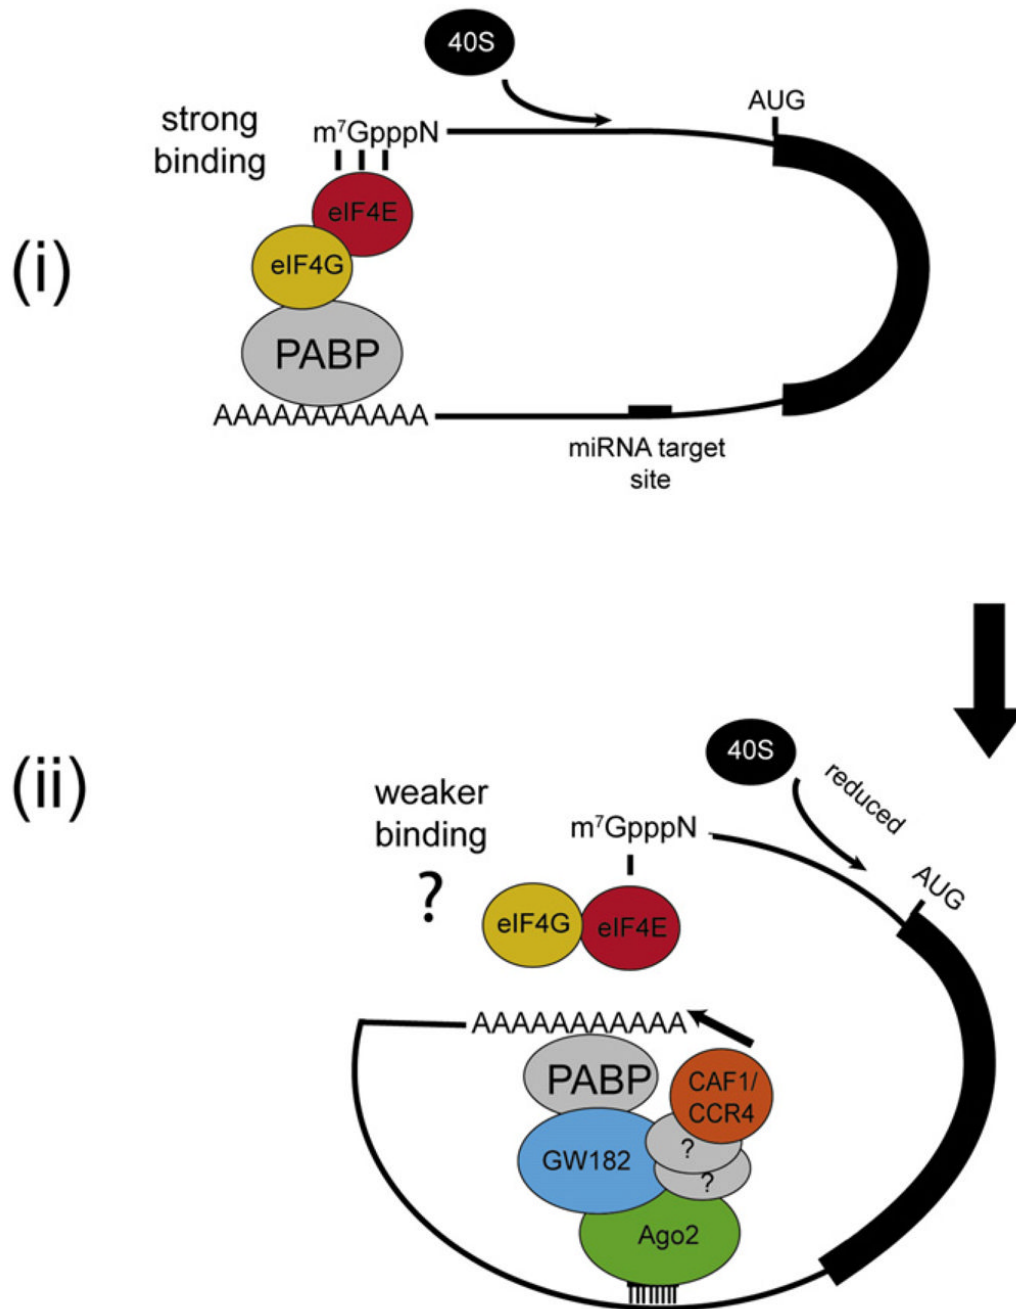 40S
AUG
strong
binding
m⁷GpppN
eIF4E
(i)
eIF4G
PABP
AAAAAAAAAAA
miRNA target
site
(ii)
40S
reduced
weaker
binding
?
m⁷GpppN
AUG
eIF4G
eIF4E
AAAAAAAAAAA
PABP
CAF1/
CCR4
GW182
?
?
Ago2